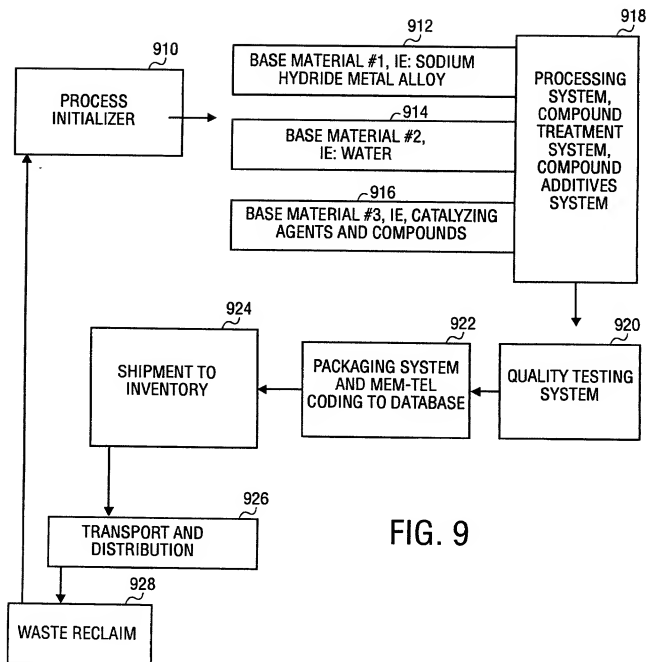 910
PROCESS
INITIALIZER
912
BASE MATERIAL #1, IE: SODIUM
HYDRIDE METAL ALLOY
914
BASE MATERIAL #2,
IE: WATER
916
BASE MATERIAL #3, IE, CATALYZING
AGENTS AND COMPOUNDS
918
PROCESSING
SYSTEM,
COMPOUND
TREATMENT
SYSTEM,
COMPOUND
ADDITIVES
SYSTEM
920
QUALITY TESTING
SYSTEM
922
PACKAGING SYSTEM
AND MEM-TEL
CODING TO DATABASE
924
SHIPMENT TO
INVENTORY
926
TRANSPORT AND
DISTRIBUTION
928
WASTE RECLAIM
FIG. 9